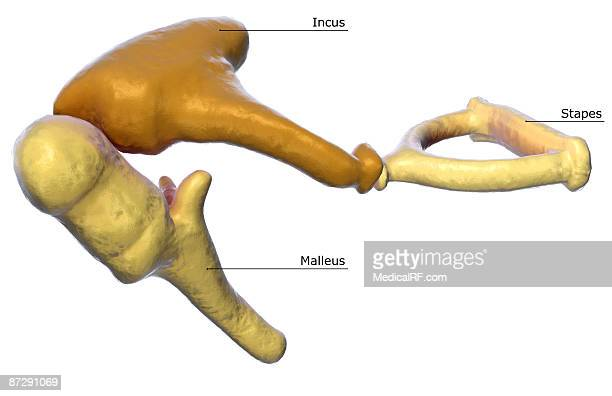 Incus
Stapes
Malleus
gettyimages
MedicalRF.com
87291069